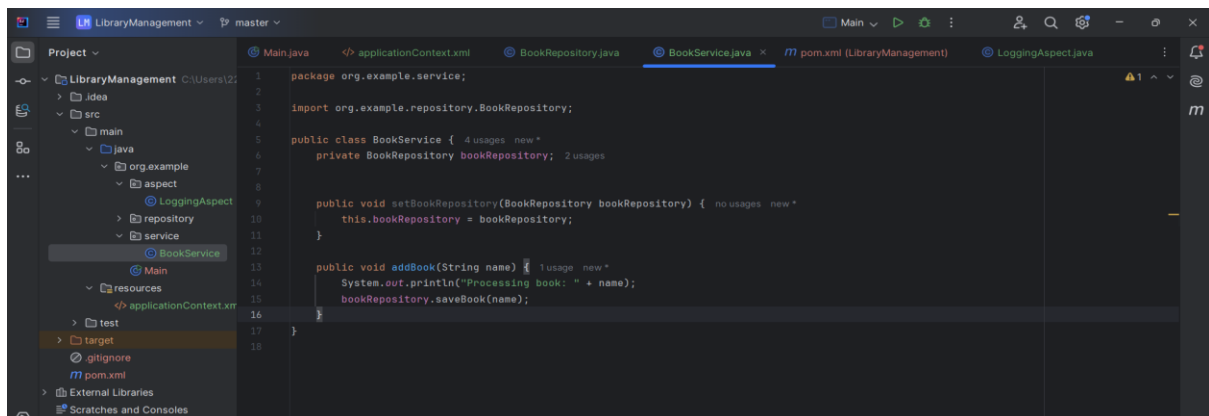 LM LibraryManagement master Main
Project
Main.java applicationContext.xml BookRepository.java BookService.java pom.xml (LibraryManagement) LoggingAspect.java
LibraryManagement C:\Users\22
.idea
src
main
java
org.example
aspect
LoggingAspect
repository
service
BookService
Main
resources
applicationContext.xm
test
target
.gitignore
pom.xml
External Libraries
Scratches and Consoles
1 package org.example.service;
2
3 import org.example.repository.BookRepository;
4
5 public class BookService { 4 usages new *
6 private BookRepository bookRepository; 2 usages
7
8
9 public void setBookRepository(BookRepository bookRepository) { no usages new *
10 this.bookRepository = bookRepository;
11 }
12
13 public void addBook(String name) { 1 usage new *
14 System.out.println("Processing book: " + name);
15 bookRepository.saveBook(name);
16 }
17 }
18
1